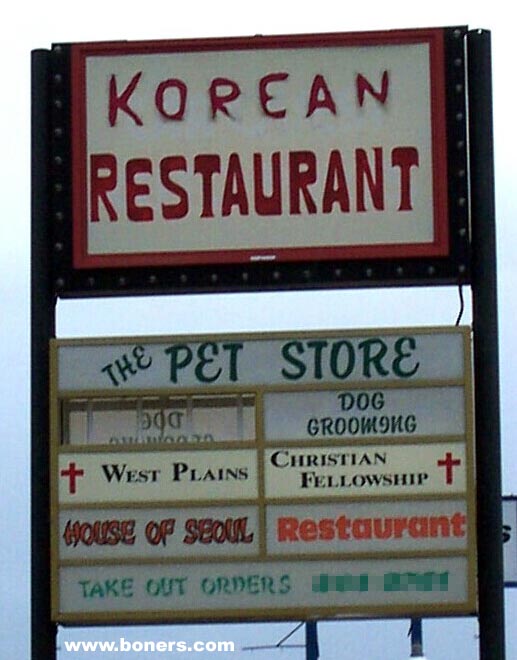 KOREAN
RESTAURANT
THE PET STORE
DOG
GROOMING
WEST PLAINS
CHRISTIAN
FELLOWSHIP
HOUSE OF SEOUL
Restaurant
TAKE OUT ORDERS
www.boners.com